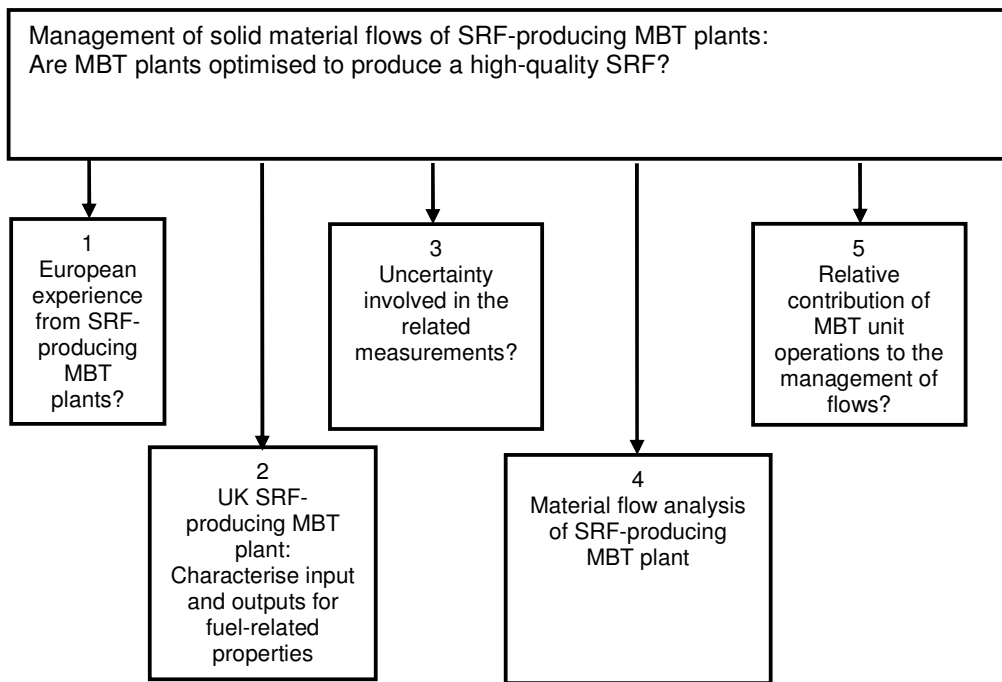 Management of solid material flows of SRF-producing MBT plants:
Are MBT plants optimised to produce a high-quality SRF?
1
European
experience
from SRF-
producing
MBT
plants?
2
UK SRF-
producing MBT
plant:
Characterise input
and outputs for
fuel-related
properties
3
Uncertainty
involved in the
related
measurements?
4
Material flow analysis
of SRF-producing
MBT plant
5
Relative
contribution of
MBT unit
operations to the
management of
flows?